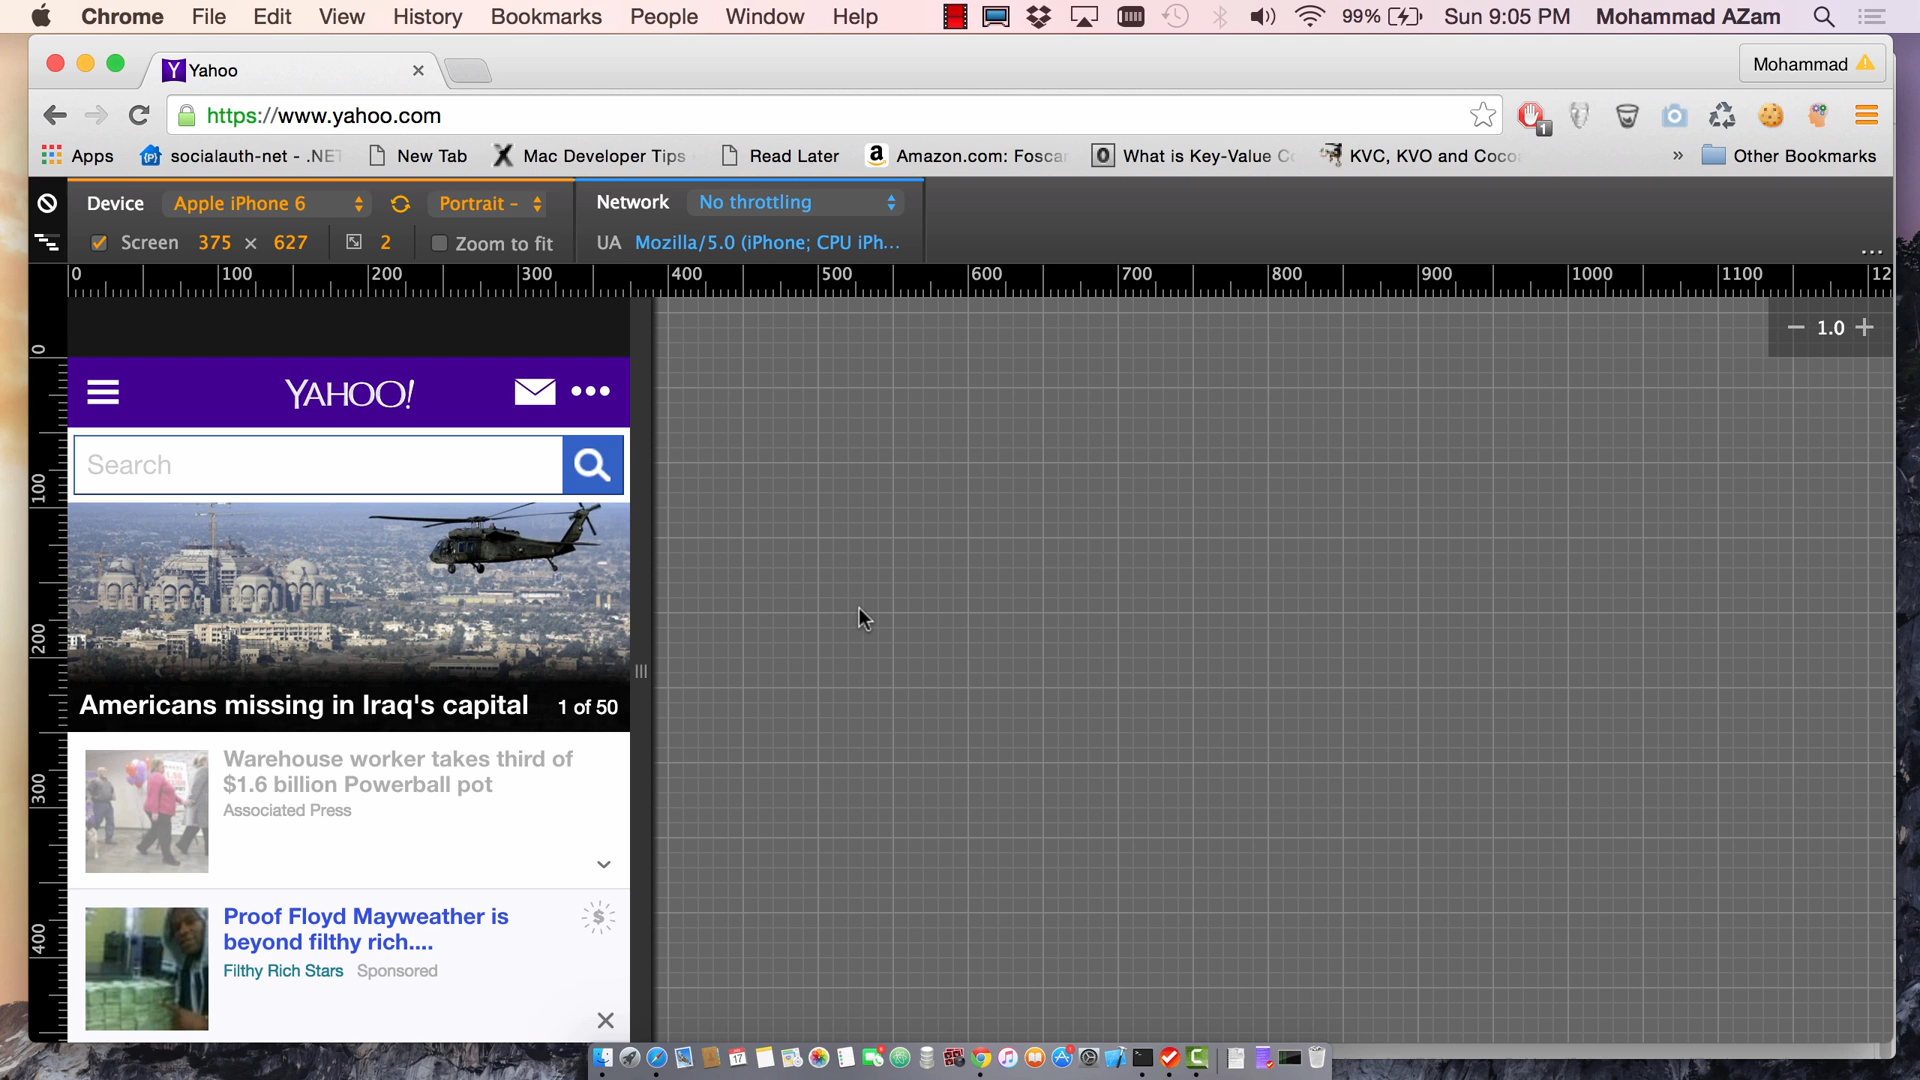 Chrome File Edit View History Bookmarks People Window Help 99% Sun 9:05 PM Mohammad AZam
Yahoo
Mohammad
https://www.yahoo.com
1
Apps socialauth-net - .NET New Tab Mac Developer Tips Read Later Amazon.com: Foscar What is Key-Value Co KVC, KVO and Cocoa » Other Bookmarks
Device Apple iPhone 6 Portrait - Network No throttling
Screen 375 × 627 2 Zoom to fit UA Mozilla/5.0 (iPhone; CPU iPh...
...
0 100 200 300 400 500 600 700 800 900 1000 1100 12
− 1.0 +
0
YAHOO!
Search
100
200
Americans missing in Iraq's capital 1 of 50
Warehouse worker takes third of
$1.6 billion Powerball pot
Associated Press
300
Proof Floyd Mayweather is
beyond filthy rich....
$
Filthy Rich Stars Sponsored
400
17